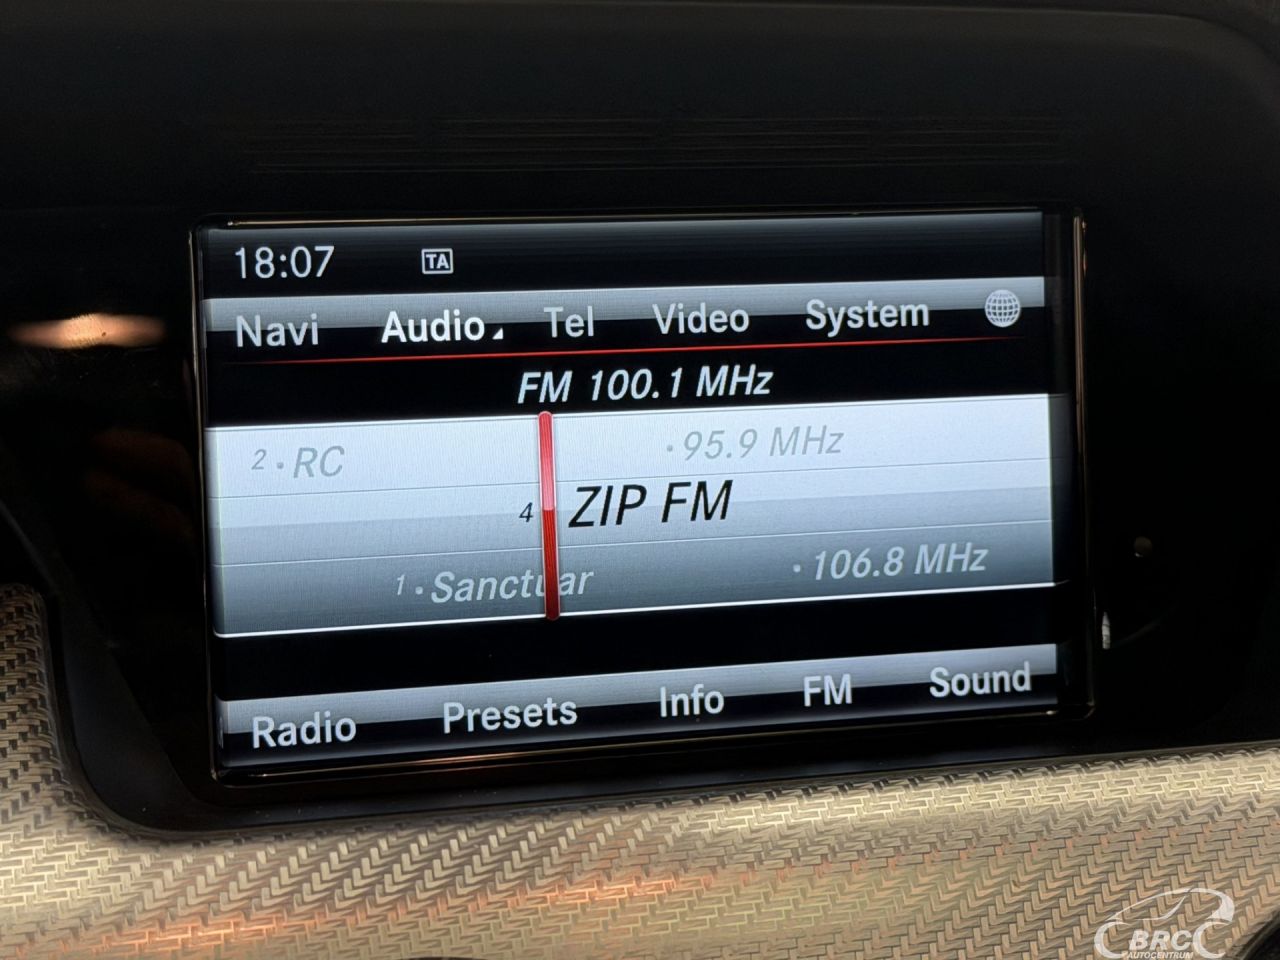 18:07 TA
Navi Audio Tel Video System
FM 100.1 MHz
2 · RC · 95.9 MHz
4 ZIP FM
1 · Sanctuar · 106.8 MHz
Radio Presets Info FM Sound
BRC
AUTOCENTRUM